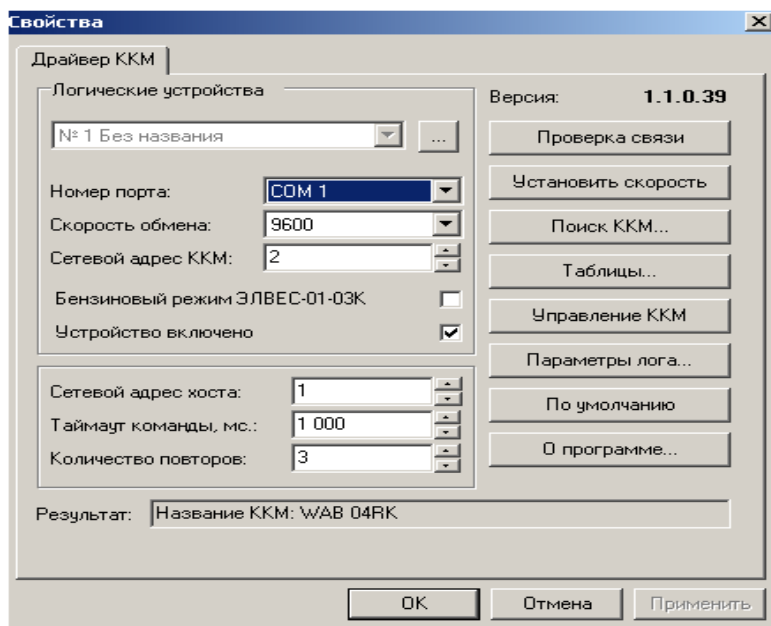 Свойства
Драйвер ККМ
Логические устройства
№ 1 Без названия
...
Номер порта: COM 1
Скорость обмена: 9600
Сетевой адрес ККМ: 2
Бензиновый режим ЭЛВЕС-01-03К
Устройство включено
Сетевой адрес хоста: 1
Таймаут команды, мс.: 1 000
Количество повторов: 3
Версия: 1.1.0.39
Проверка связи
Установить скорость
Поиск ККМ...
Таблицы...
Управление ККМ
Параметры лога...
По умолчанию
О программе...
Результат: Название ККМ: WAB 04RK
OK
Отмена
Применить